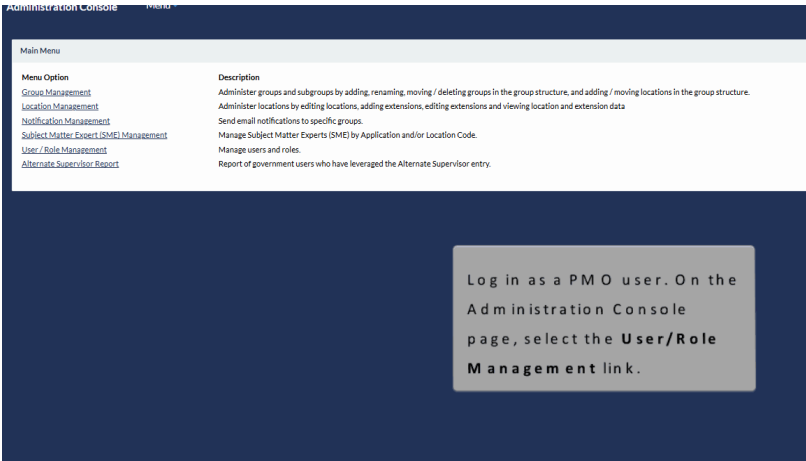 Administration Console Menu
Main Menu
Menu Option Description
Group Management Administer groups and subgroups by adding, renaming, moving / deleting groups in the group structure, and adding / moving locations in the group structure.
Location Management Administer locations by editing locations, adding extensions, editing extensions and viewing location and extension data
Notification Management Send email notifications to specific groups.
Subject Matter Expert (SME) Management Manage Subject Matter Experts (SME) by Application and/or Location Code.
User / Role Management Manage users and roles.
Alternate Supervisor Report Report of government users who have leveraged the Alternate Supervisor entry.
Log in as a PMO user. On the
Administration Console
page, select the User/Role
Management link.